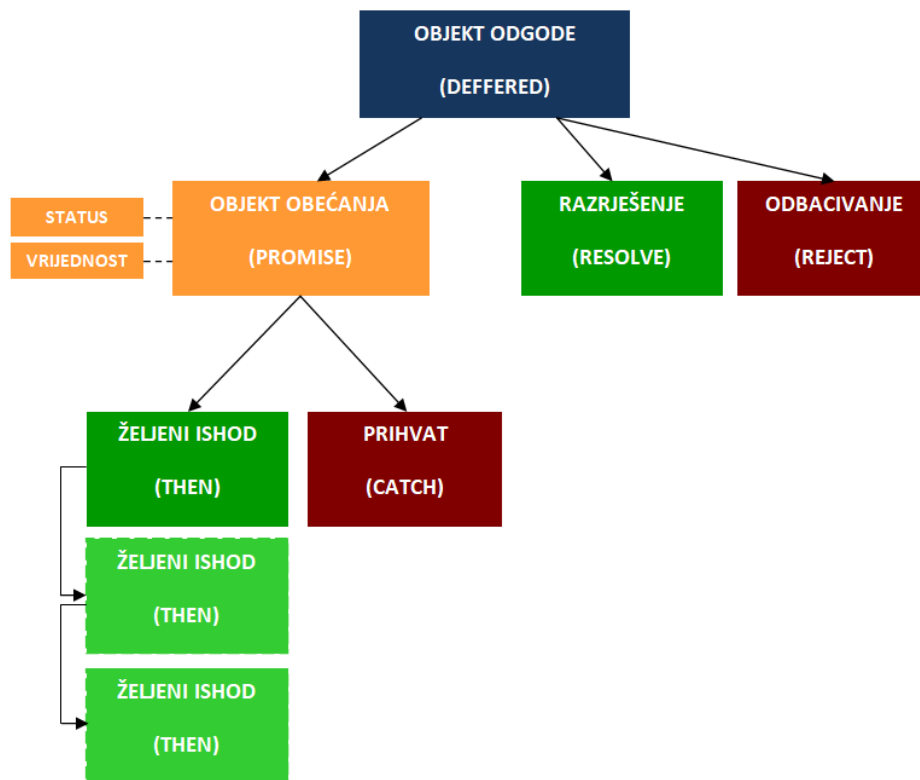 OBJEKT ODGODE
(DEFFERED)
OBJEKT OBEĆANJA
(PROMISE)
STATUS
VRIJEDNOST
RAZRJEŠENJE
(RESOLVE)
ODBACIVANJE
(REJECT)
ŽELJENI ISHOD
(THEN)
PRIHVAT
(CATCH)
ŽELJENI ISHOD
(THEN)
ŽELJENI ISHOD
(THEN)